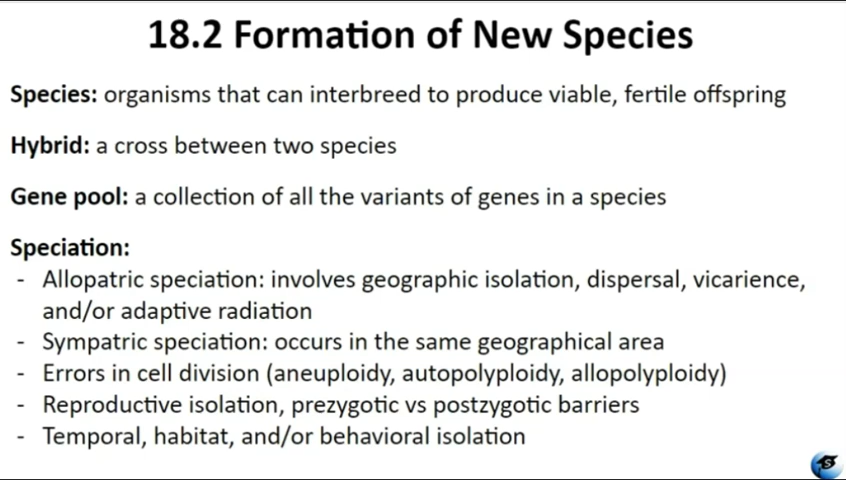 18.2 Formation of New Species
Species: organisms that can interbreed to produce viable, fertile offspring
Hybrid: a cross between two species
Gene pool: a collection of all the variants of genes in a species
Speciation:
- Allopatric speciation: involves geographic isolation, dispersal, vicarience,
and/or adaptive radiation
- Sympatric speciation: occurs in the same geographical area
- Errors in cell division (aneuploidy, autopolyploidy, allopolyploidy)
- Reproductive isolation, prezygotic vs postzygotic barriers
- Temporal, habitat, and/or behavioral isolation
S